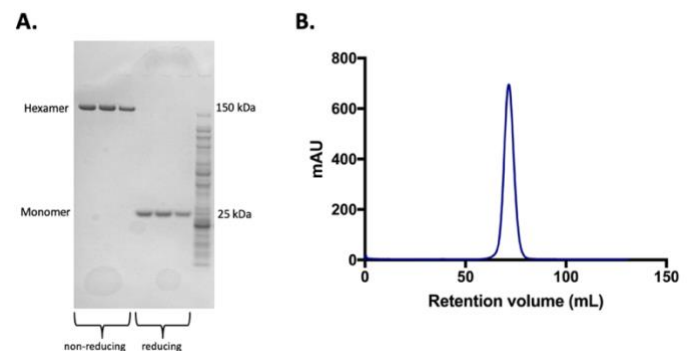 A.
Hexamer
150 kDa
Monomer
25 kDa
non-reducing
reducing
B.
800
600
400
200
0
mAU
0
50
100
150
Retention volume (mL)